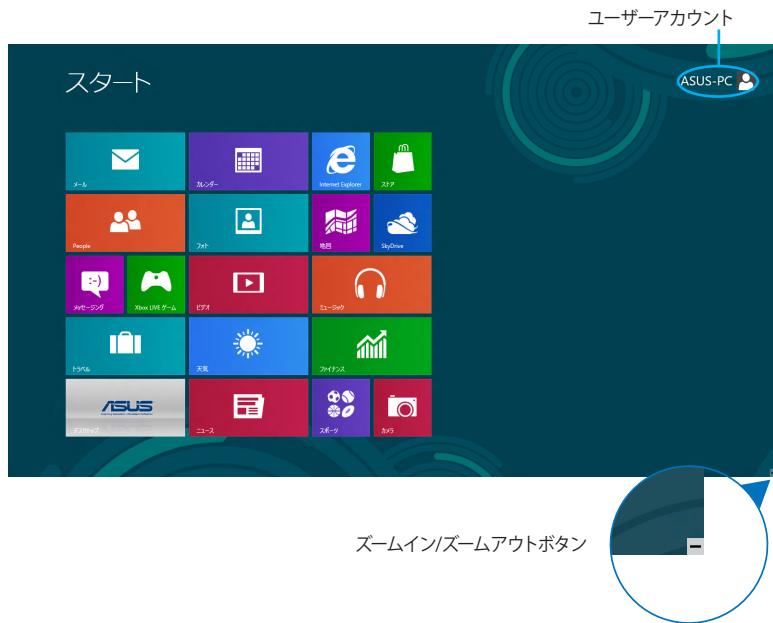 ユーザーアカウント
スタート
ASUS-PC
メール
カレンダー
Internet Explorer
ストア
People
フォト
地図
SkyDrive
メッセージング
Xbox LIVE ゲーム
ビデオ
ミュージック
トラベル
天気
ファイナンス
ASUS
デスクトップ
ニュース
スポーツ
カメラ
ズームイン/ズームアウトボタン